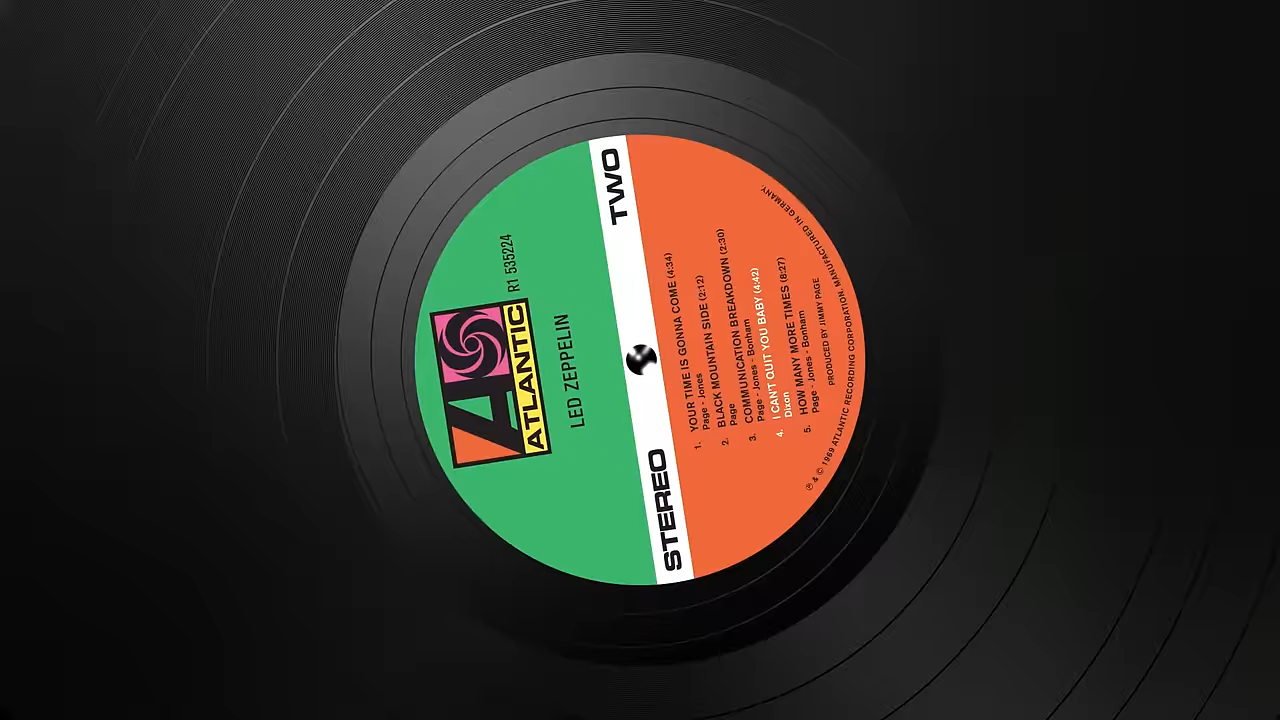 ATLANTIC
R1 535224
LED ZEPPELIN
STEREO
TWO
1. YOUR TIME IS GONNA COME (4:34)
Page - Jones
2. BLACK MOUNTAIN SIDE (2:12)
Page
3. COMMUNICATION BREAKDOWN (2:30)
Page - Jones - Bonham
4. I CAN'T QUIT YOU BABY (4:42)
Dixon
5. HOW MANY MORE TIMES (8:27)
Page - Jones - Bonham
PRODUCED BY JIMMY PAGE
℗ & © 1969 ATLANTIC RECORDING CORPORATION. MANUFACTURED IN GERMANY.